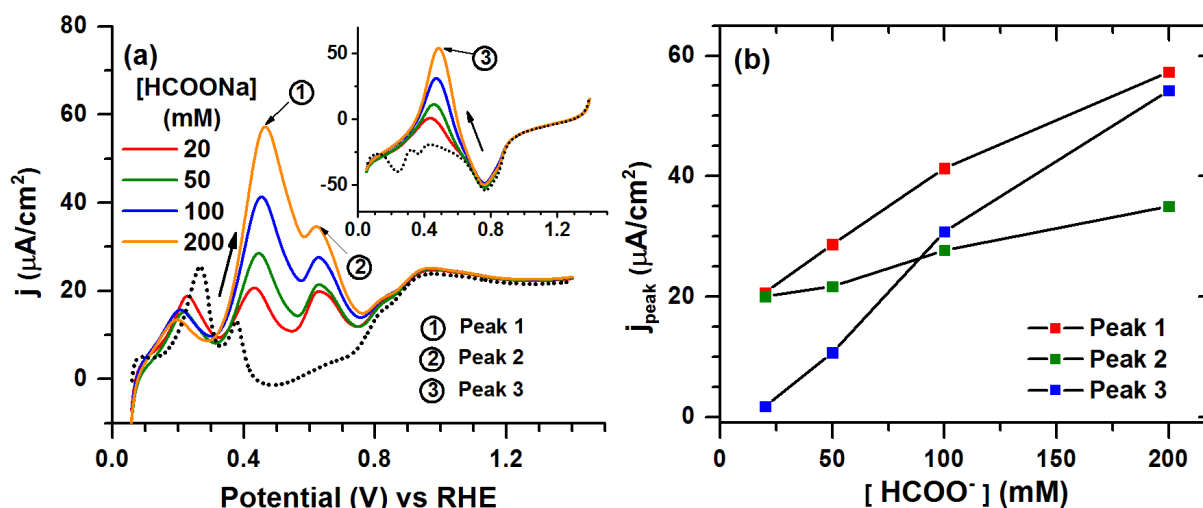 (a)
[HCOONa]
(mM)
20
50
100
200
①
②
① Peak 1
② Peak 2
③ Peak 3
j (µA/cm²)
80
60
40
20
0
0.0 0.4 0.8 1.2
Potential (V) vs RHE
③
50
0
-50
0.0 0.4 0.8 1.2
(b)
j_peak (µA/cm²)
60
40
20
0
Peak 1
Peak 2
Peak 3
0 50 100 150 200
[ HCOO⁻ ] (mM)